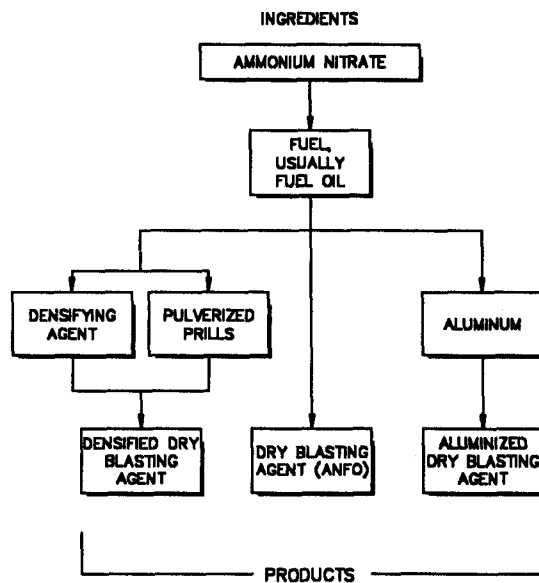 INGREDIENTS
AMMONIUM NITRATE
FUEL,
USUALLY
FUEL OIL
DENSIFYING
AGENT
PULVERIZED
PRILLS
ALUMINUM
DENSIFIED DRY
BLASTING
AGENT
DRY BLASTING
AGENT (ANFO)
ALUMINIZED
DRY BLASTING
AGENT
PRODUCTS